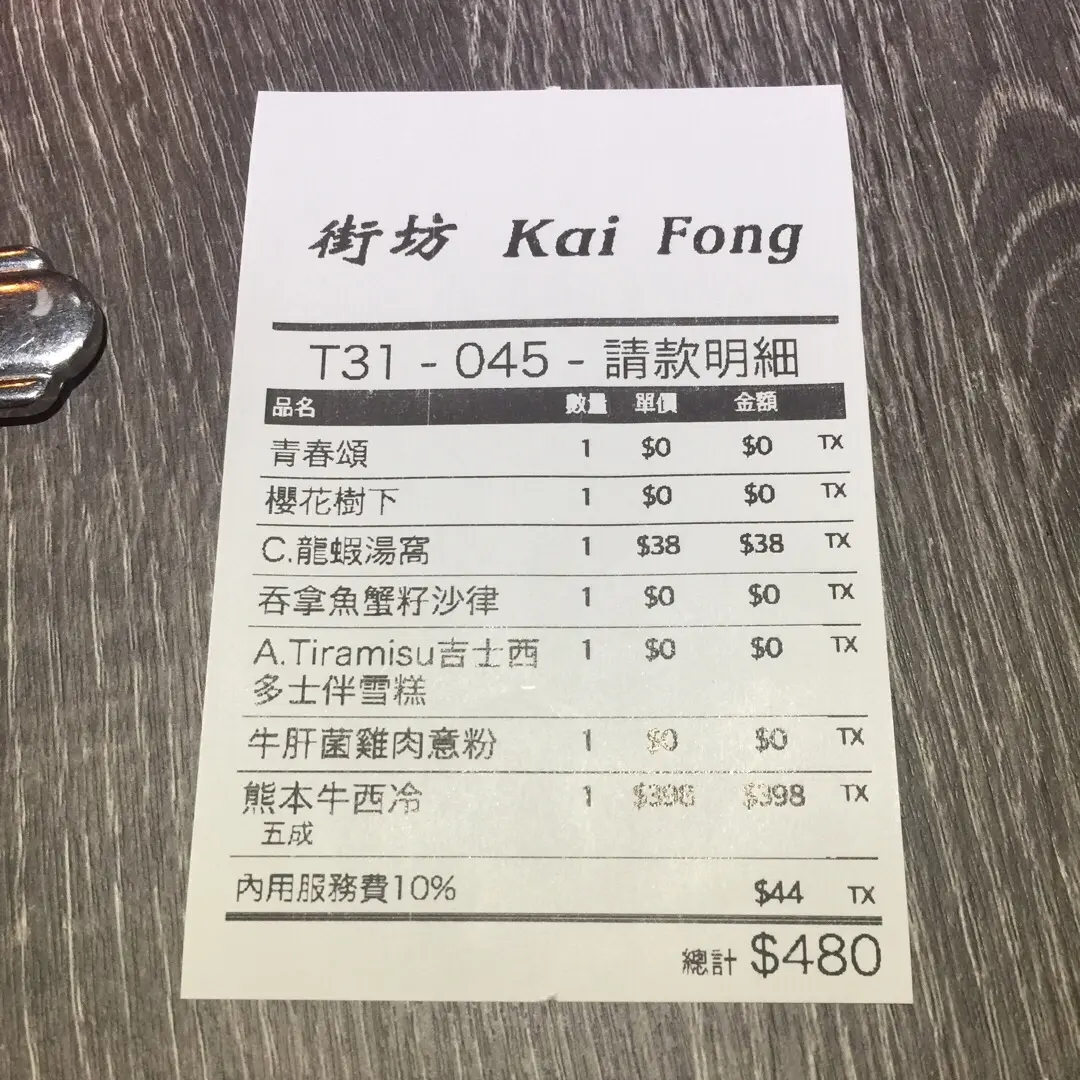 街坊 Kai Fong
T31 - 045 - 請款明細
品名 數量 單價 金額
青春頌 1 $0 $0 TX
櫻花樹下 1 $0 $0 TX
C.龍蝦湯窩 1 $38 $38 TX
吞拿魚蟹籽沙律 1 $0 $0 TX
A.Tiramisu吉士西 1 $0 $0 TX
多士伴雪糕
牛肝菌雞肉意粉 1 $0 $0 TX
熊本牛西冷 1 $398 $398 TX
五成
內用服務費10% $44 TX
總計 $480